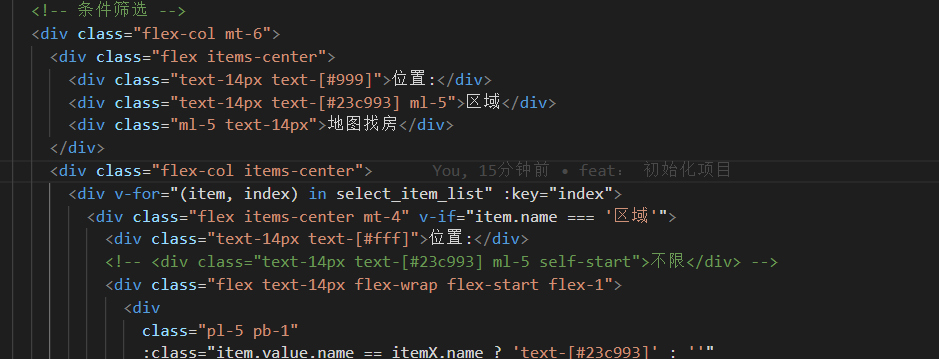 <!-- 条件筛选 -->
<div class="flex-col mt-6">
<div class="flex items-center">
<div class="text-14px text-[#999]">位置:</div>
<div class="text-14px text-[#23c993] ml-5">区域</div>
<div class="ml-5 text-14px">地图找房</div>
</div>
<div class="flex-col items-center"> You, 15分钟前 • feat： 初始化项目
<div v-for="(item, index) in select_item_list" :key="index">
<div class="flex items-center mt-4" v-if="item.name === '区域'">
<div class="text-14px text-[#fff]">位置:</div>
<!-- <div class="text-14px text-[#23c993] ml-5 self-start">不限</div> -->
<div class="flex text-14px flex-wrap flex-start flex-1">
<div
class="pl-5 pb-1"
:class="item.value.name == itemX.name ? 'text-[#23c993]' : ''"